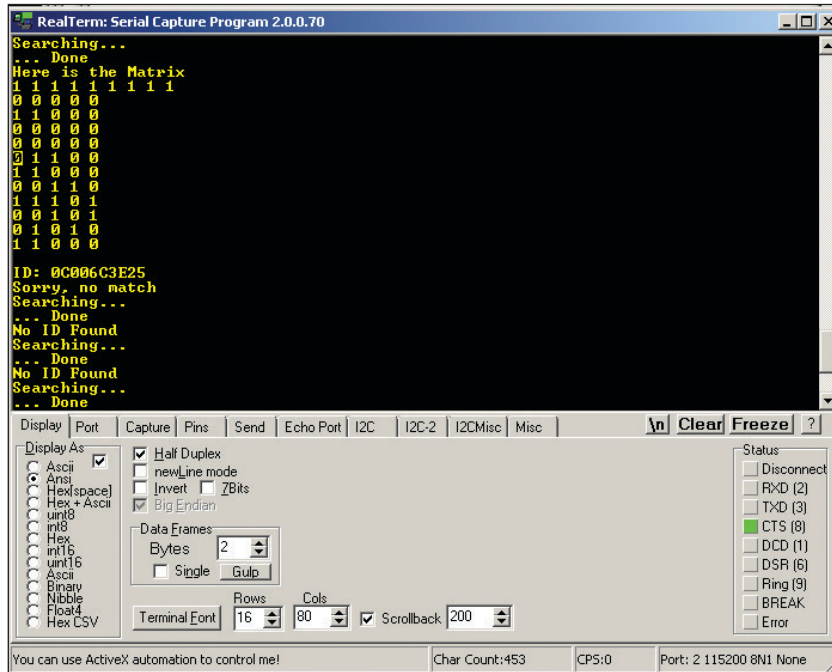 RealTerm: Serial Capture Program 2.0.0.70
Searching...
... Done
Here is the Matrix
1 1 1 1 1 1 1 1 1
0 0 0 0 0
1 1 0 0 0
0 0 0 0 0
0 0 0 0 0
0 1 1 0 0
1 1 0 0 0
0 0 1 1 0
1 1 1 0 1
0 0 1 0 1
0 1 0 1 0
1 1 0 0 0
ID: 0C006C3E25
Sorry, no match
Searching...
... Done
No ID Found
Searching...
... Done
No ID Found
Searching...
... Done
Display Port Capture Pins Send Echo Port I2C I2C-2 I2CMisc Misc \n Clear Freeze ?
Display As
Ascii
Ansi
Hex[space]
Hex + Ascii
uint8
int8
Hex
int16
uint16
Ascii
Binary
Nibble
Float4
Hex CSV
Half Duplex
newLine mode
Invert 7Bits
Big Endian
Data Frames
Bytes 2
Single Gulp
Rows Cols
Terminal Font 16 80 Scrollback 200
Status
Disconnect
RXD (2)
TXD (3)
CTS (8)
DCD (1)
DSR (6)
Ring (9)
BREAK
Error
You can use ActiveX automation to control me! Char Count:453 CPS:0 Port: 2 115200 8N1 None